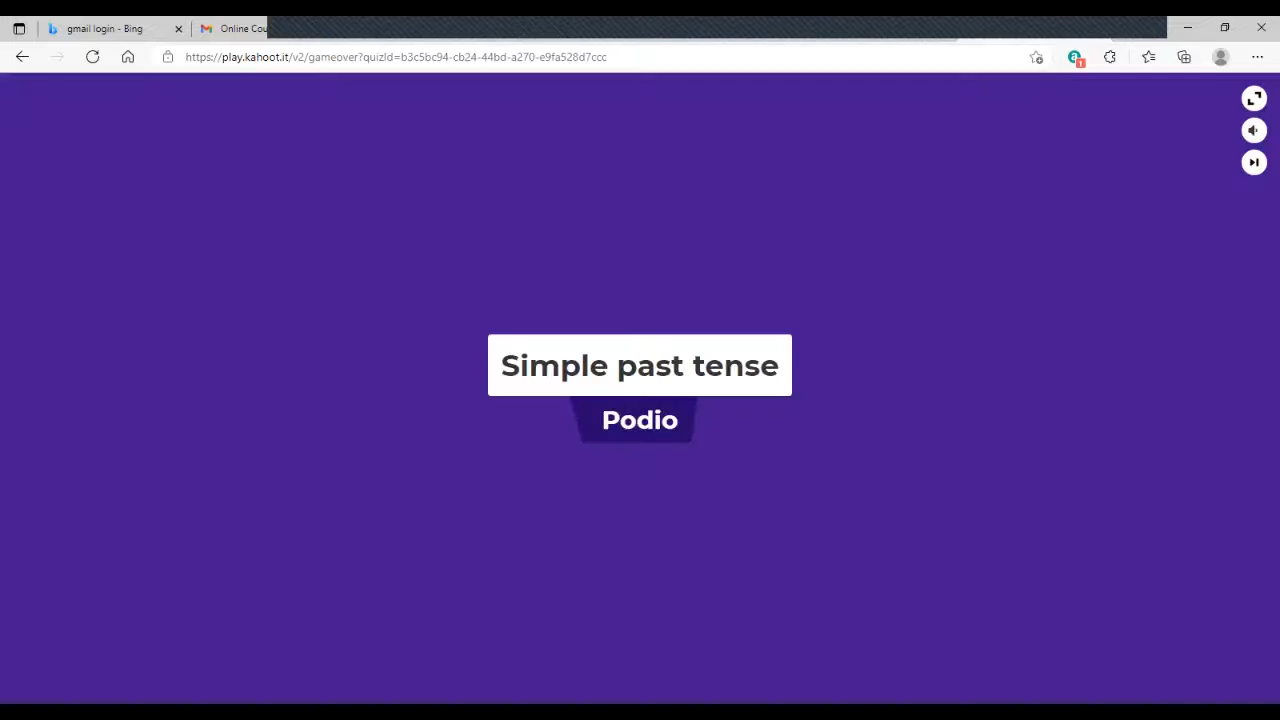 gmail login - Bing
Online Cou
https://play.kahoot.it/v2/gameover?quizId=b3c5bc94-cb24-44bd-a270-e9fa528d7ccc
a
1
Simple past tense
Podio